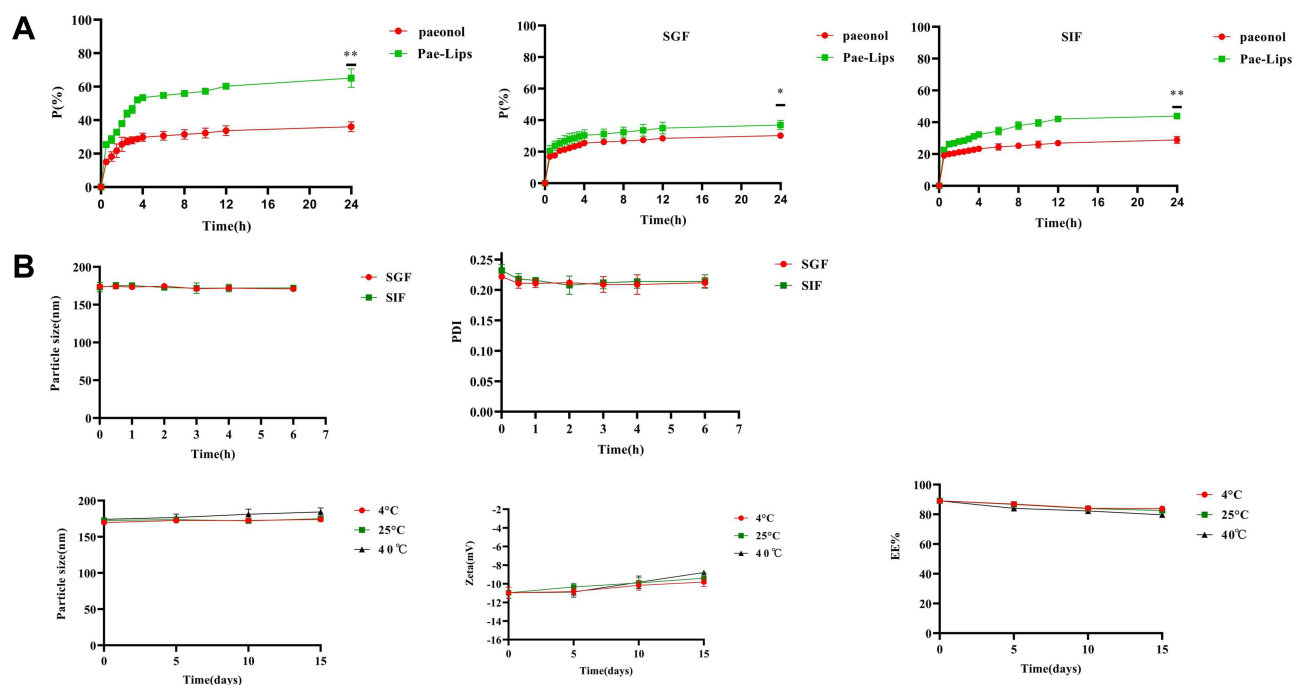 A
P(%)
100
80
60
40
20
0
0 4 8 12 16 20 24
Time(h)
**
paeonol
Pae-Lips
SGF
P(%)
100
80
60
40
20
0
0 4 8 12 16 20 24
Time(h)
*
paeonol
Pae-Lips
SIF
100
80
60
40
20
0
0 4 8 12 16 20 24
Time(h)
**
paeonol
Pae-Lips
B
Particle size(nm)
200
150
100
50
0
0 1 2 3 4 5 6 7
Time(h)
SGF
SIF
PDI
0.25
0.20
0.15
0.10
0.05
0.00
0 1 2 3 4 5 6 7
Time(h)
SGF
SIF
Particle size(nm)
200
150
100
50
0
0 5 10 15
Time(days)
4°C
25°C
40℃
Zeta(mV)
-2
-4
-6
-8
-10
-12
-14
-16
0 5 10 15
Time(days)
4°C
25°C
40℃
EE%
100
80
60
40
20
0
0 5 10 15
Time(days)
4°C
25°C
40℃